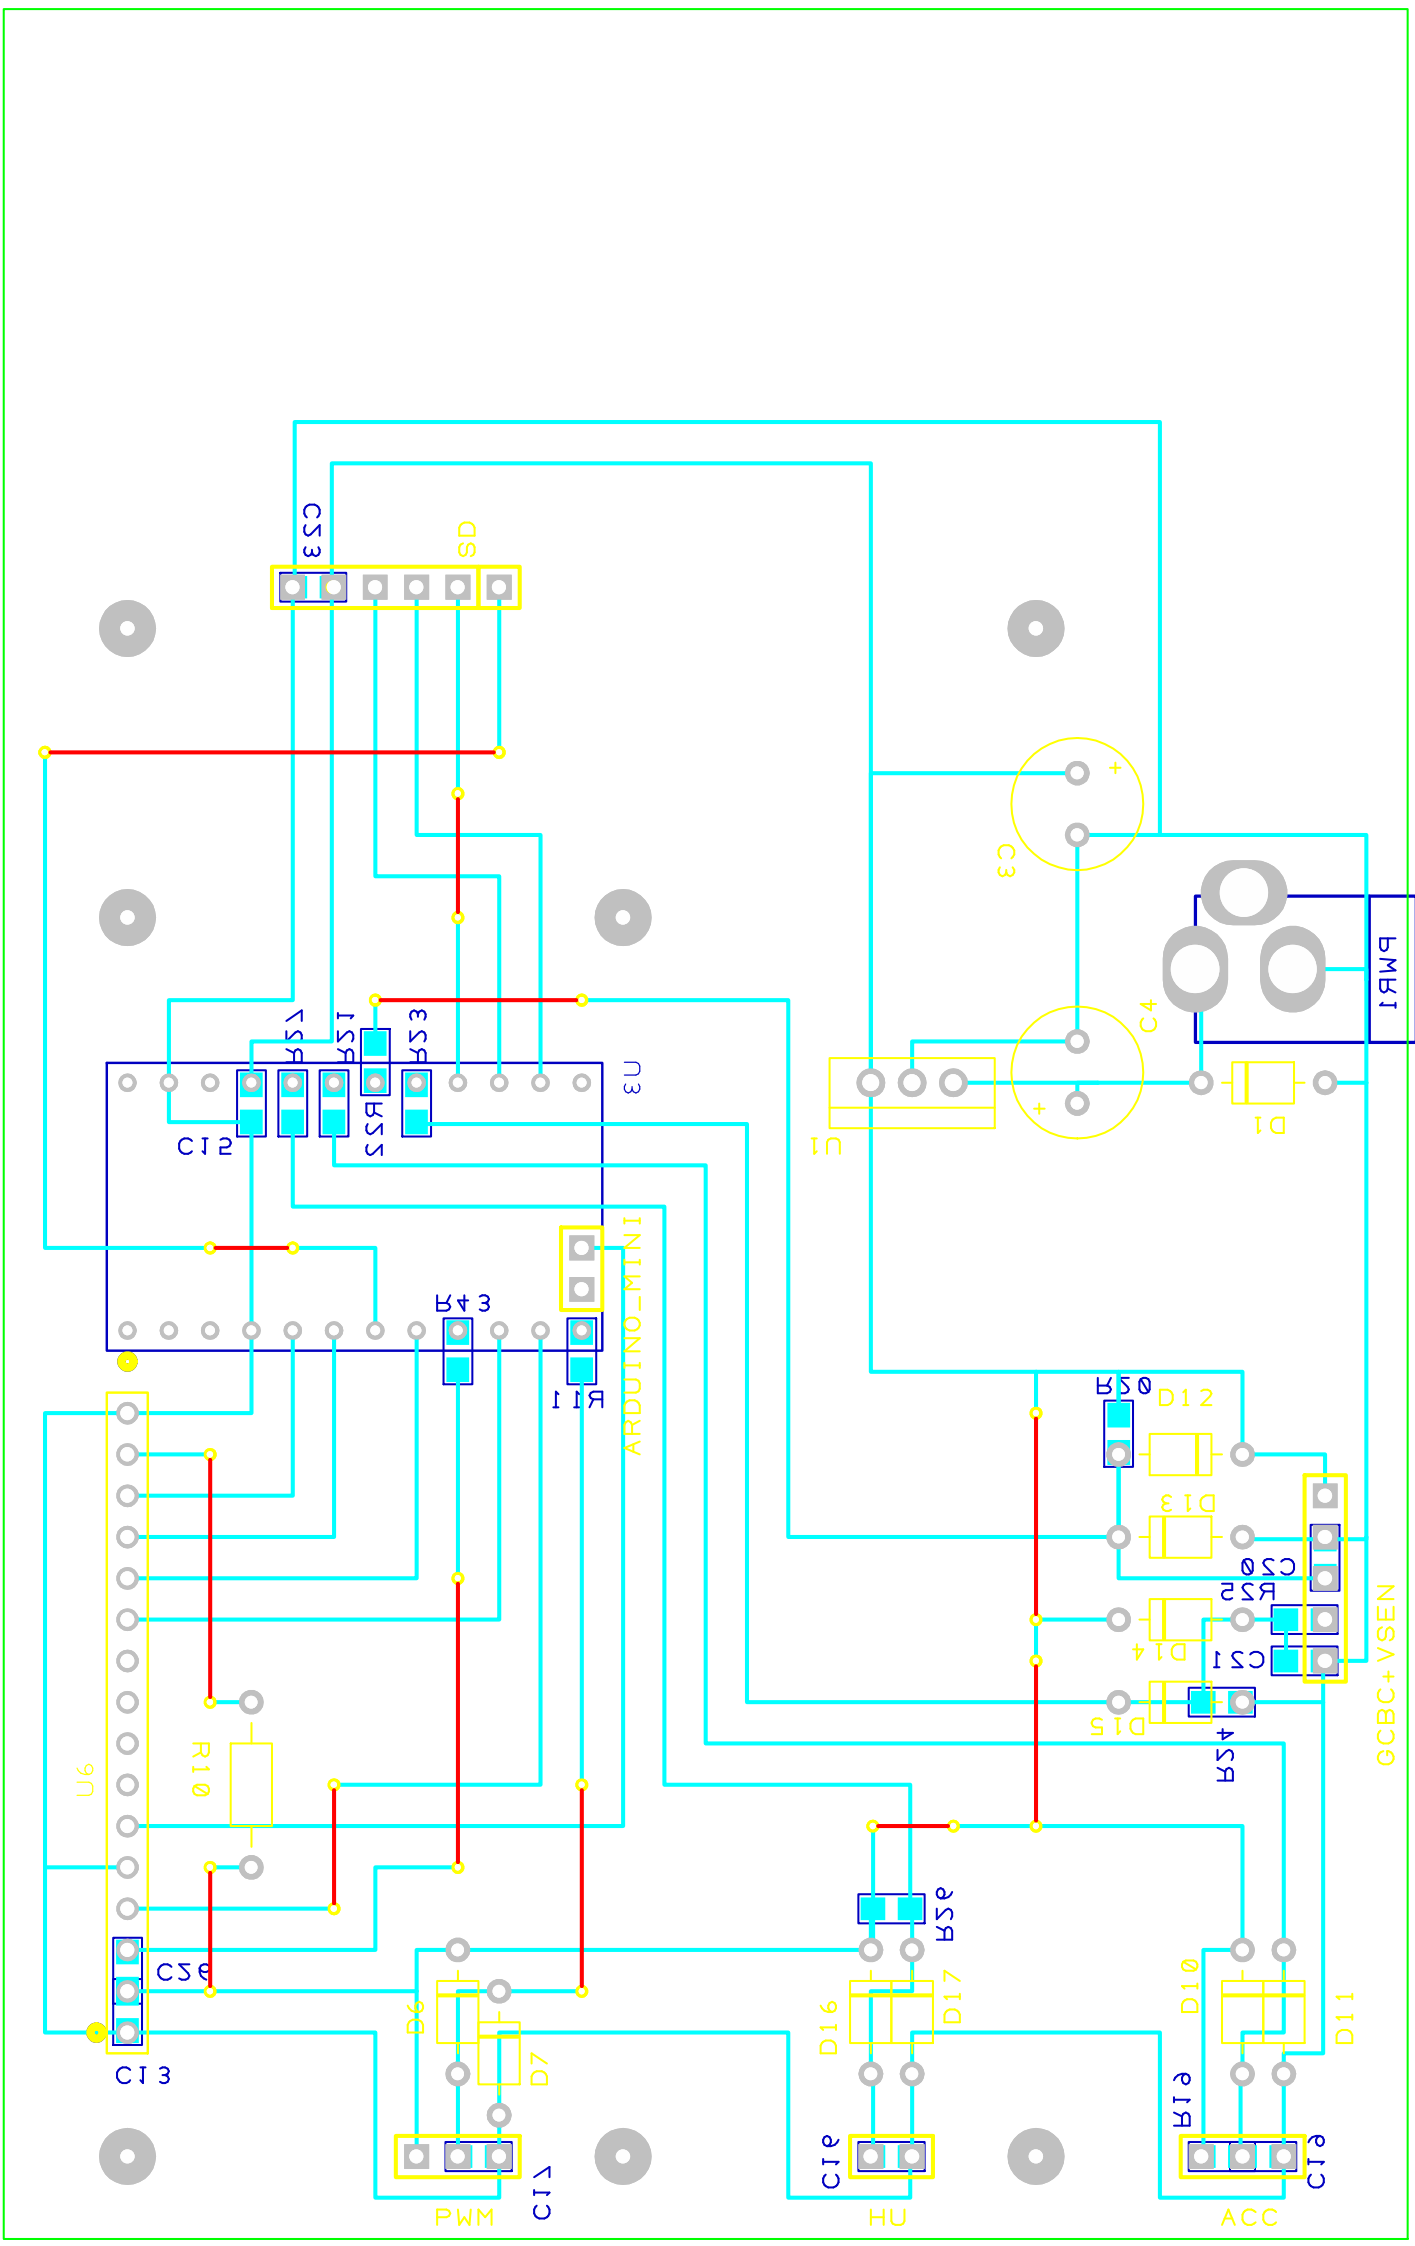 C23
SD
C3
PWR1
C4
R27
R21
R23
U3
R22
C15
U1
D1
ARDUINO_MINI
R43
R11
R20
D12
D13
C20
R25
D14
C21
D15
R24
GCBC+VSEN
U6
R10
R26
C26
D6
D7
D16
D17
D10
D11
C13
R19
C16
C17
C19
PWM
HU
ACC
+
+